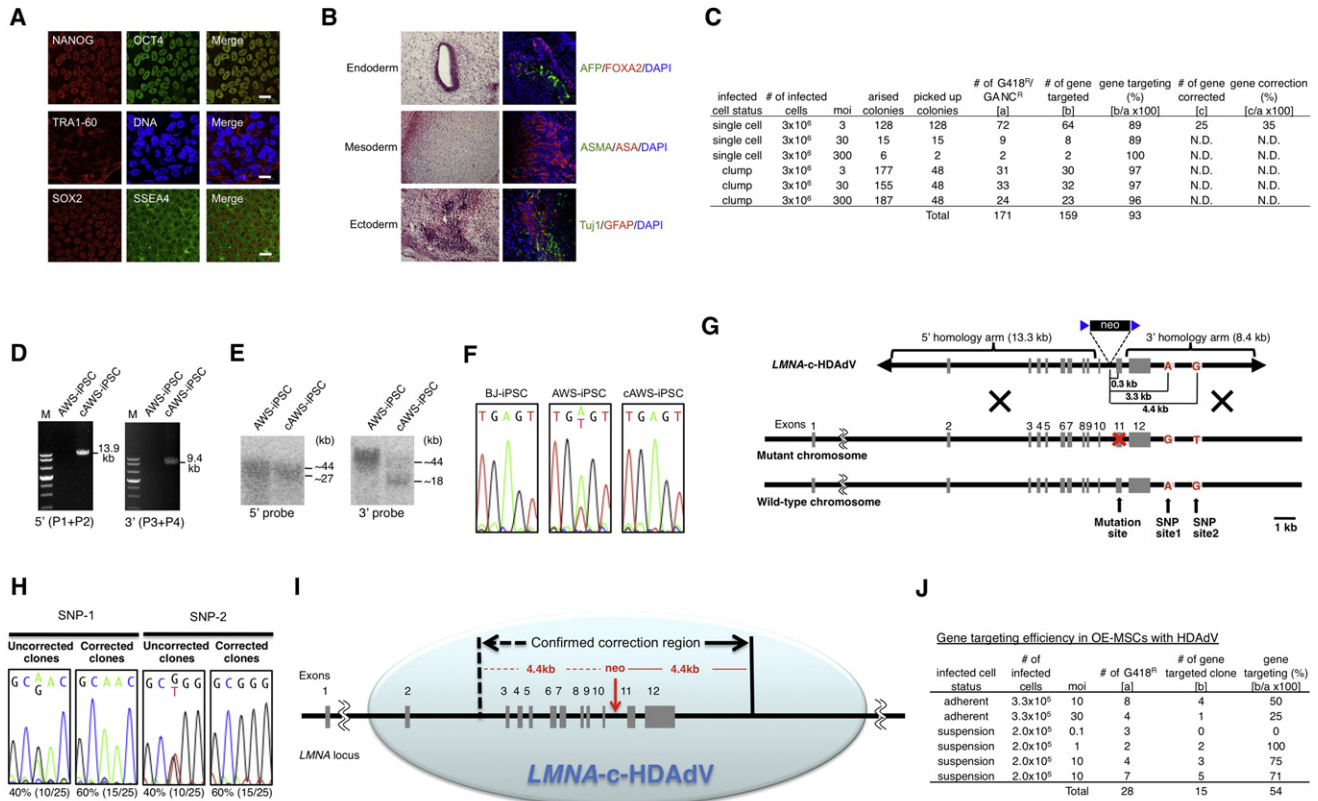 A
NANOG OCT4 Merge
TRA1-60 DNA Merge
SOX2 SSEA4 Merge
B
Endoderm AFP/FOXA2/DAPI
Mesoderm ASMA/ASA/DAPI
Ectoderm Tuj1/GFAP/DAPI
C
infected cell status # of infected cells moi arised colonies picked up colonies # of G418R/GANCR [a] # of gene targeted [b] gene targeting (%) [b/a x100] # of gene corrected [c] gene correction (%) [c/a x100]
single cell 3x10⁶ 3 128 128 72 64 89 25 35
single cell 3x10⁶ 30 15 15 9 8 89 N.D. N.D.
single cell 3x10⁶ 300 6 2 2 2 100 N.D. N.D.
clump 3x10⁶ 3 177 48 31 30 97 N.D. N.D.
clump 3x10⁶ 30 155 48 33 32 97 N.D. N.D.
clump 3x10⁶ 300 187 48 24 23 96 N.D. N.D.
Total 171 159 93
D
M AWS-iPSC cAWS-iPSC
13.9 kb
5' (P1+P2)
M AWS-iPSC cAWS-iPSC
9.4 kb
3' (P3+P4)
E
AWS-iPSC cAWS-iPSC (kb)
~44
~27
5' probe
AWS-iPSC cAWS-iPSC (kb)
~44
~18
3' probe
F
BJ-iPSC AWS-iPSC cAWS-iPSC
T G A G T T G A G T T G A G T
T
G
neo
5' homology arm (13.3 kb) 3' homology arm (8.4 kb)
LMNA-c-HDAdV A G
0.3 kb
3.3 kb
4.4 kb
Exons 1 2 3 4 5 6 7 8 9 10 11 12
G T
Mutant chromosome
A G
Wild-type chromosome
Mutation site SNP site1 SNP site2
1 kb
H
SNP-1 SNP-2
Uncorrected clones Corrected clones Uncorrected clones Corrected clones
G C A A C G C A A C G C G G G G C G G G
G T
40% (10/25) 60% (15/25) 40% (10/25) 60% (15/25)
I
Confirmed correction region
4.4kb neo 4.4kb
Exons
1 2 3 4 5 6 7 8 9 10 11 12
LMNA locus
LMNA-c-HDAdV
J
Gene targeting efficiency in OE-MSCs with HDAdV
infected cell status # of infected cells moi # of G418R [a] # of gene targeted clone [b] gene targeting (%) [b/a x100]
adherent 3.3x10⁵ 10 8 4 50
adherent 3.3x10⁵ 30 4 1 25
suspension 2.0x10⁵ 0.1 3 0 0
suspension 2.0x10⁵ 1 2 2 100
suspension 2.0x10⁵ 10 4 3 75
suspension 2.0x10⁵ 10 7 5 71
Total 28 15 54